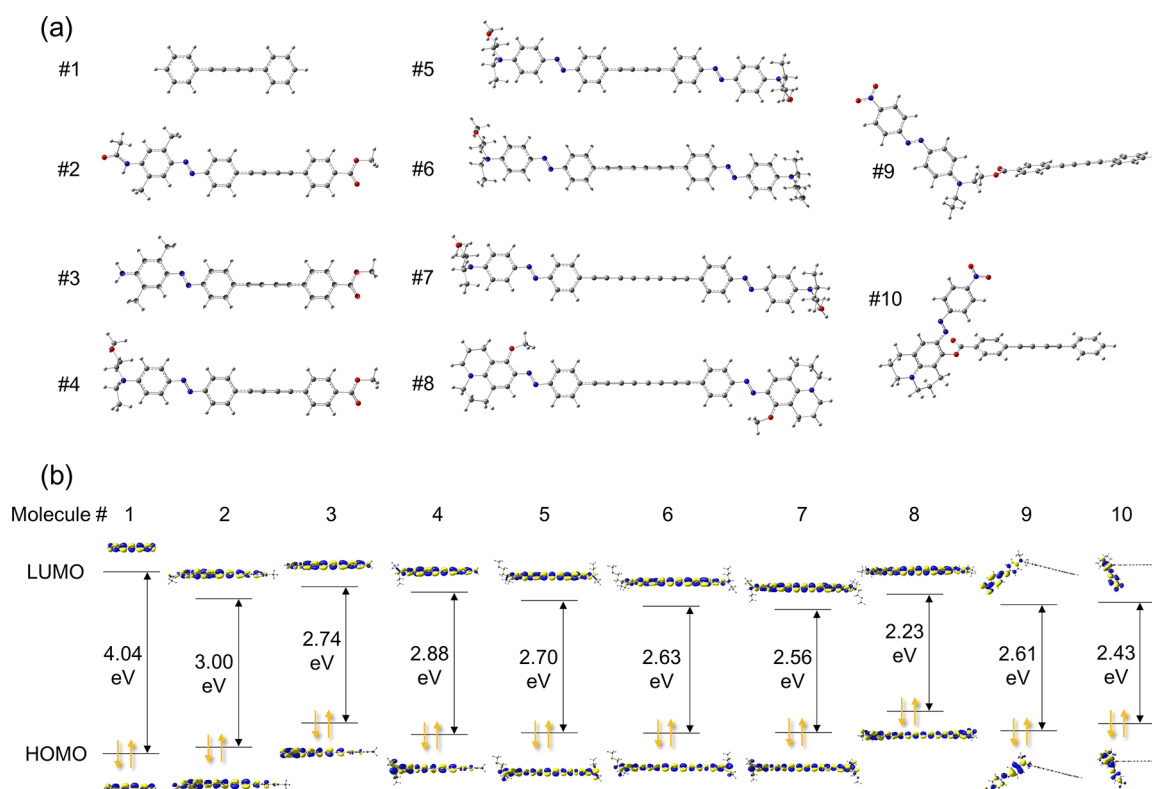 (a)
#1
#2
#3
#4
#5
#6
#7
#8
#9
#10
(b)
Molecule # 1 2 3 4 5 6 7 8 9 10
LUMO
4.04 eV
3.00 eV
2.74 eV
2.88 eV
2.70 eV
2.63 eV
2.56 eV
2.23 eV
2.61 eV
2.43 eV
HOMO